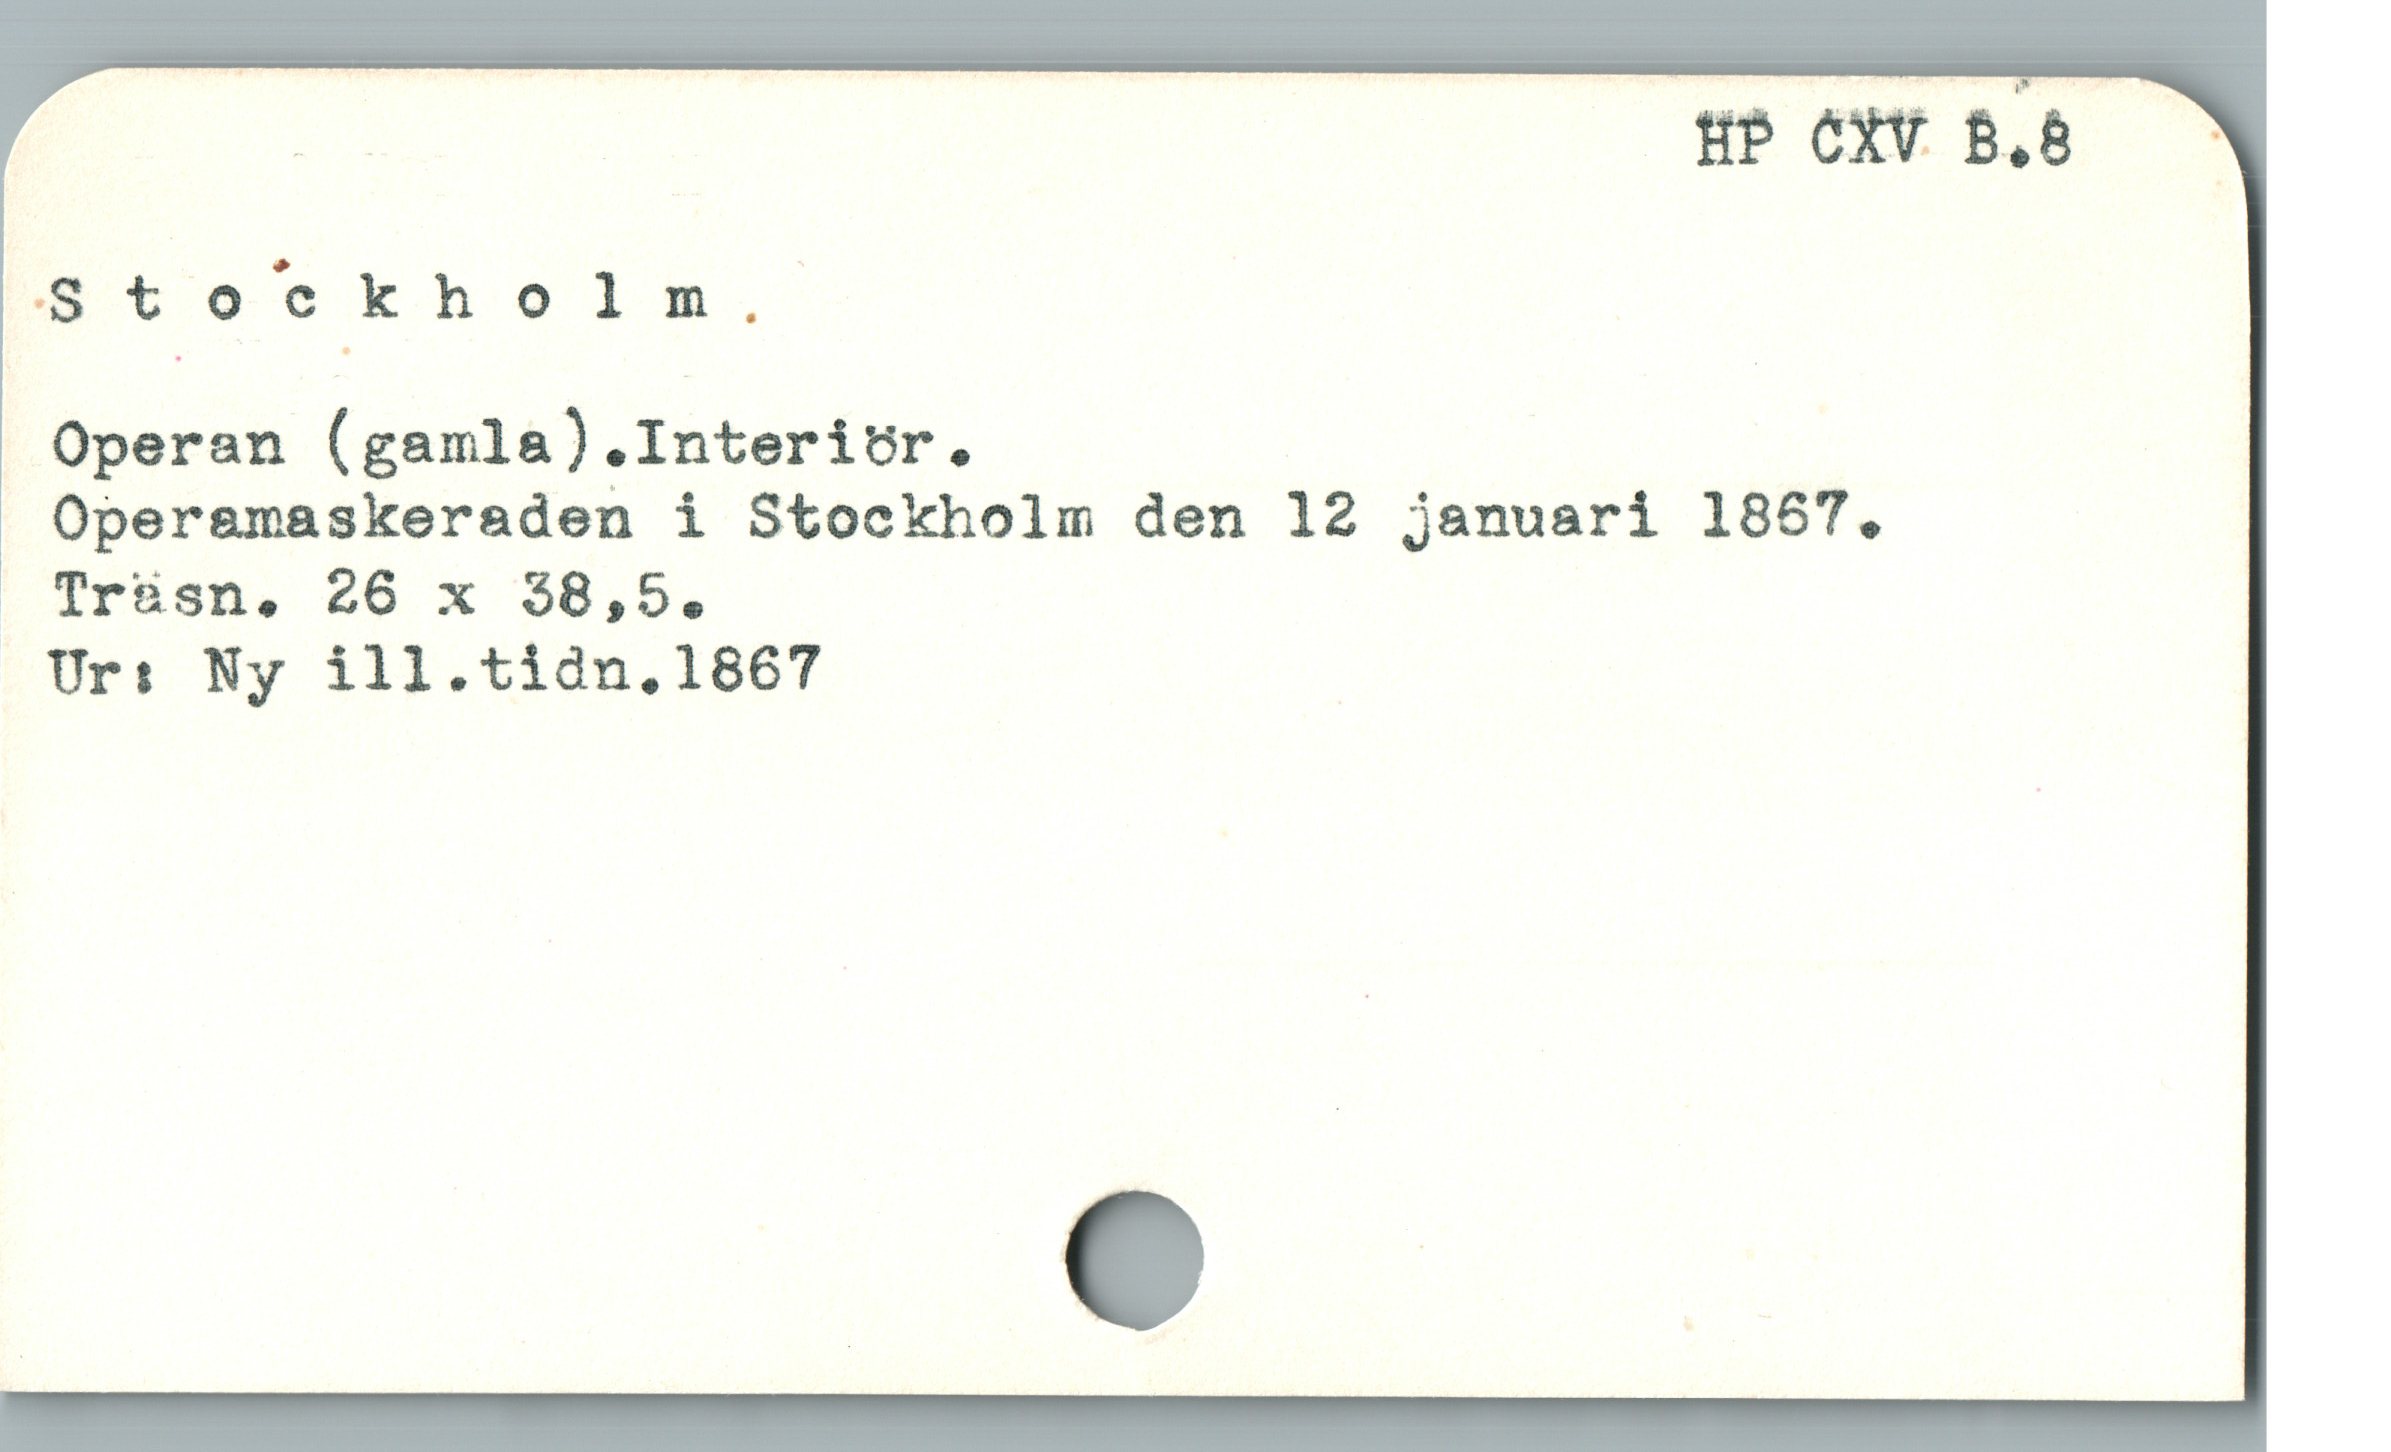 HP CXV B.8
Stockholm
Operan (gamla).Interiör.
Operamaskeraden i Stockholm den 12 januari 1867.
Träsn. 26 x 38,5.
Ur: Ny ill.tidn.1867